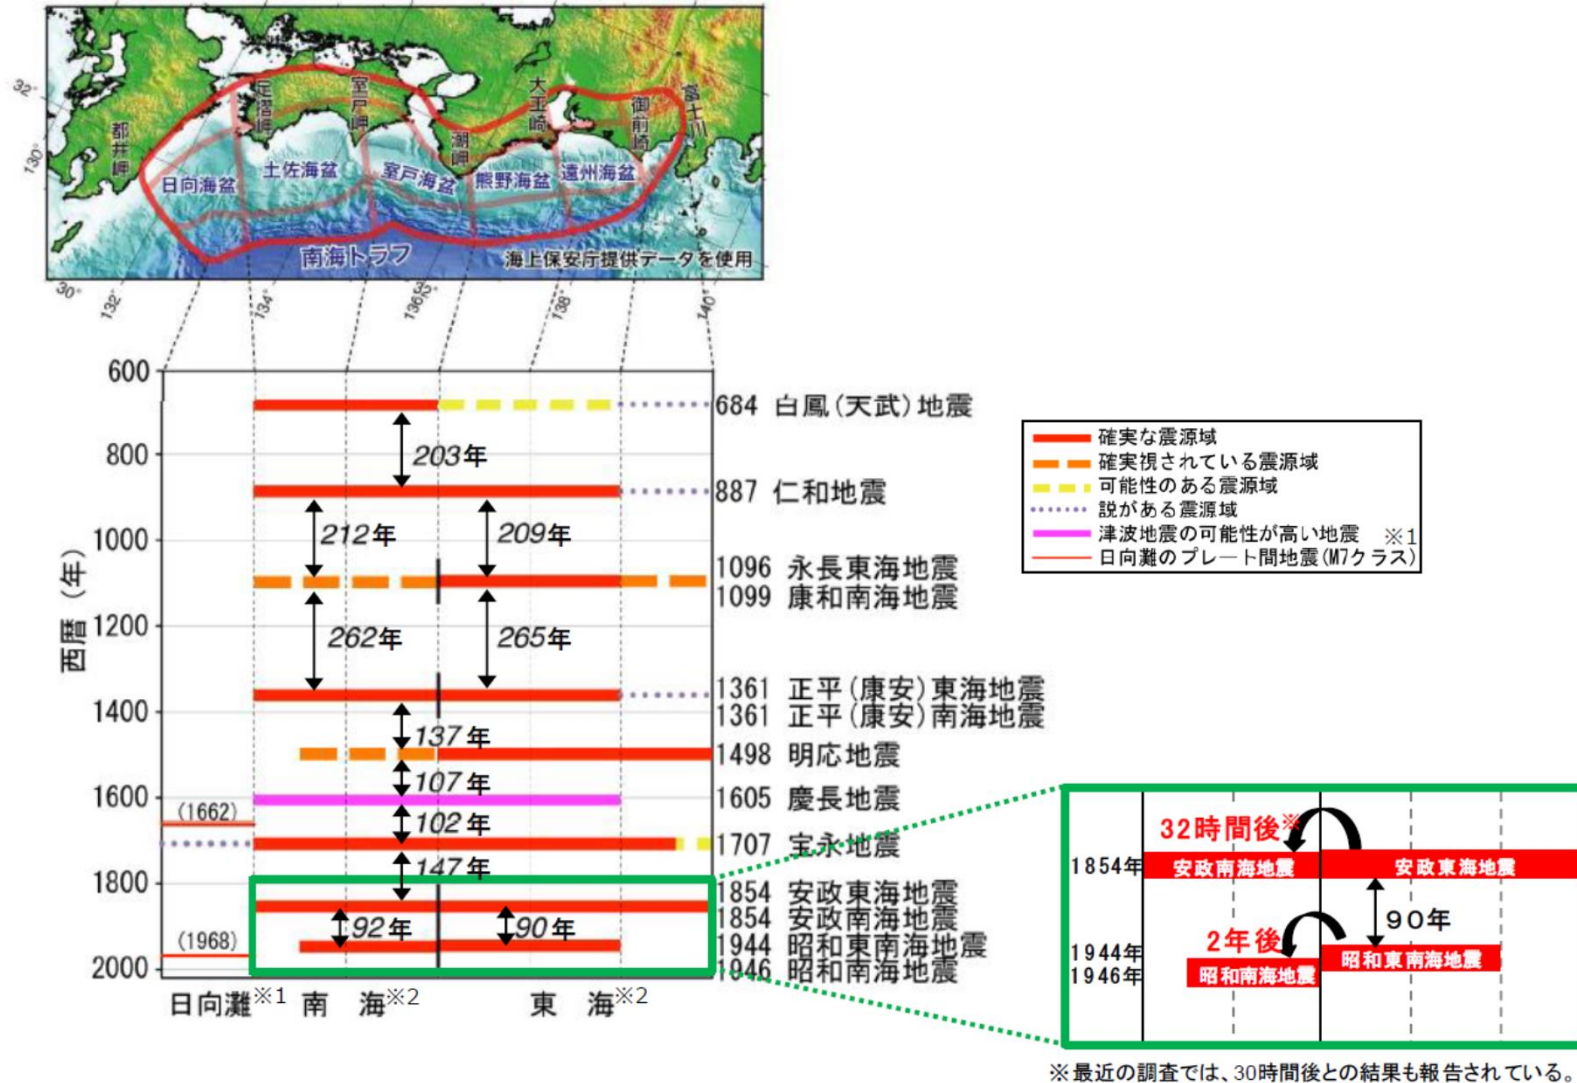 32°
130°
都井岬
足摺岬
室戸岬
潮岬
大王崎
御前崎
富士川
日向海盆
土佐海盆
室戸海盆
熊野海盆
遠州海盆
南海トラフ
海上保安庁提供データを使用
30°
132°
134°
136°
138°
140°
西暦(年)
600
800
1000
1200
1400
1600
1800
2000
203年
212年
209年
262年
265年
137年
107年
102年
147年
92年
90年
(1662)
(1968)
684 白鳳(天武)地震
887 仁和地震
1096 永長東海地震
1099 康和南海地震
1361 正平(康安)東海地震
1361 正平(康安)南海地震
1498 明応地震
1605 慶長地震
1707 宝永地震
1854 安政東海地震
1854 安政南海地震
1944 昭和東南海地震
1946 昭和南海地震
日向灘※1 南 海※2 東 海※2
確実な震源域
確実視されている震源域
可能性のある震源域
説がある震源域
津波地震の可能性が高い地震 ※1
日向灘のプレート間地震(M7クラス)
32時間後※
1854年
安政南海地震
安政東海地震
90年
2年後
1944年
1946年
昭和東南海地震
昭和南海地震
※最近の調査では、30時間後との結果も報告されている。